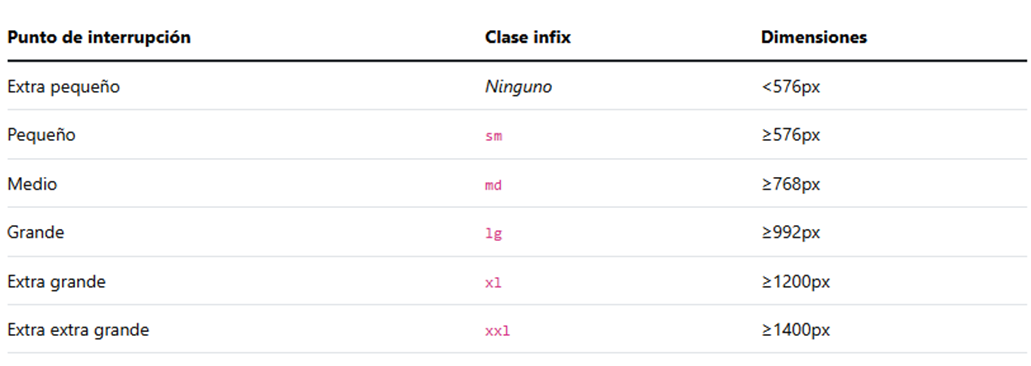 Punto de interrupción Clase infix Dimensiones
Extra pequeño Ninguno <576px
Pequeño sm ≥576px
Medio md ≥768px
Grande lg ≥992px
Extra grande xl ≥1200px
Extra extra grande xxl ≥1400px